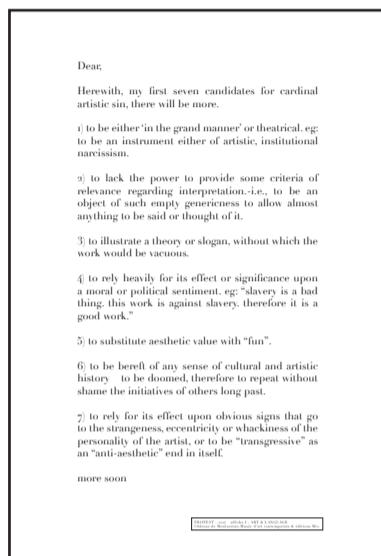 Dear,
Herewith, my first seven candidates for cardinal
artistic sin, there will be more.
1) to be either ‘in the grand manner’ or theatrical. eg:
to be an instrument either of artistic, institutional
narcissism.
2) to lack the power to provide some criteria of
relevance regarding interpretation.-i.e., to be an
object of such empty genericness to allow almost
anything to be said or thought of it.
3) to illustrate a theory or slogan, without which the
work would be vacuous.
4) to rely heavily for its effect or significance upon
a moral or political sentiment. eg: “slavery is a bad
thing. this work is against slavery. therefore it is a
good work.”
5) to substitute aesthetic value with “fun”.
6) to be bereft of any sense of cultural and artistic
history to be doomed, therefore to repeat without
shame the initiatives of others long past.
7) to rely for its effect upon obvious signs that go
to the strangeness, eccentricity or whackiness of the
personality of the artist, or to be “transgressive” as
an “anti-aesthetic” end in itself.
more soon
ART & LANGUAGE